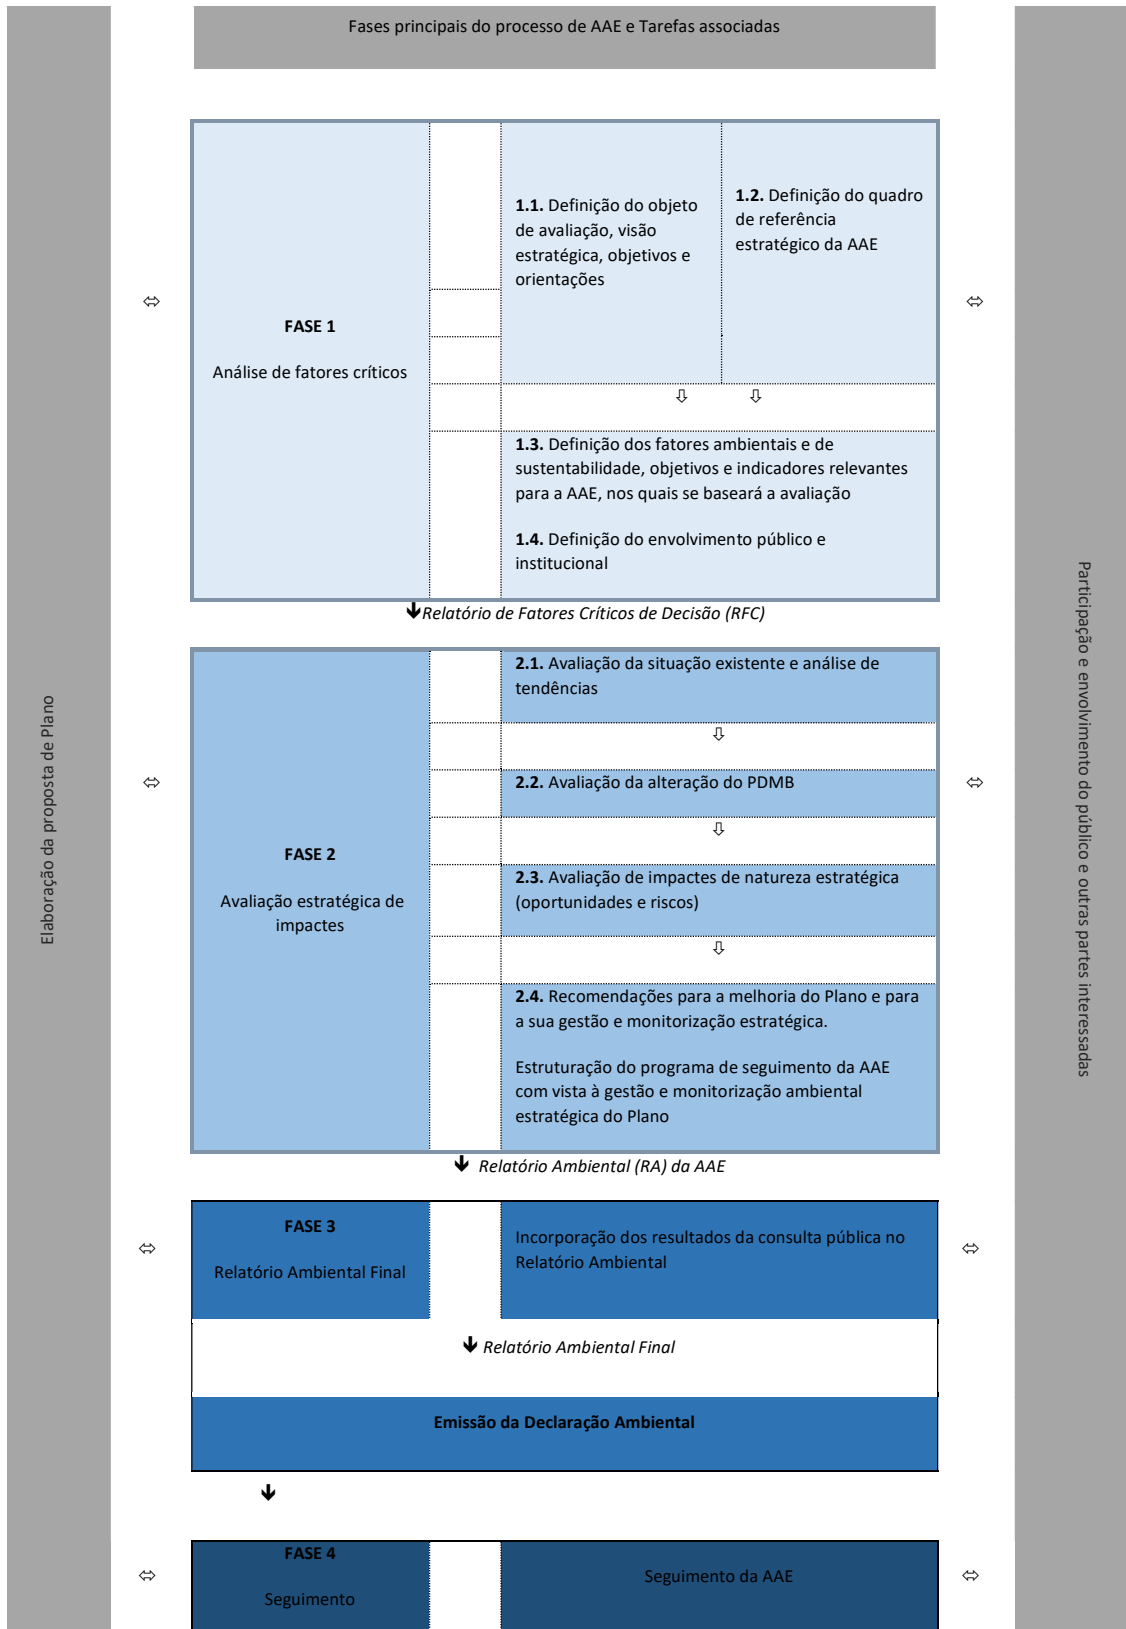 Fases principais do processo de AAE e Tarefas associadas
Elaboração da proposta de Plano
FASE 1
Análise de fatores críticos
1.1. Definição do objeto
de avaliação, visão
estratégica, objetivos e
orientações
1.2. Definição do quadro
de referência
estratégico da AAE
⇔
⇔
⇩ ⇩
1.3. Definição dos fatores ambientais e de
sustentabilidade, objetivos e indicadores relevantes
para a AAE, nos quais se baseará a avaliação
1.4. Definição do envolvimento público e
institucional
🡻Relatório de Fatores Críticos de Decisão (RFC)
FASE 2
Avaliação estratégica de
impactes
2.1. Avaliação da situação existente e análise de
tendências
⇩
⇔
2.2. Avaliação da alteração do PDMB
⇔
⇩
2.3. Avaliação de impactes de natureza estratégica
(oportunidades e riscos)
⇩
2.4. Recomendações para a melhoria do Plano e para
a sua gestão e monitorização estratégica.
Estruturação do programa de seguimento da AAE
com vista à gestão e monitorização ambiental
estratégica do Plano
🡻 Relatório Ambiental (RA) da AAE
FASE 3
Relatório Ambiental Final
⇔
Incorporação dos resultados da consulta pública no
Relatório Ambiental
⇔
🡻 Relatório Ambiental Final
Emissão da Declaração Ambiental
🡻
FASE 4
Seguimento
⇔
Seguimento da AAE
⇔
Participação e envolvimento do público e outras partes interessadas